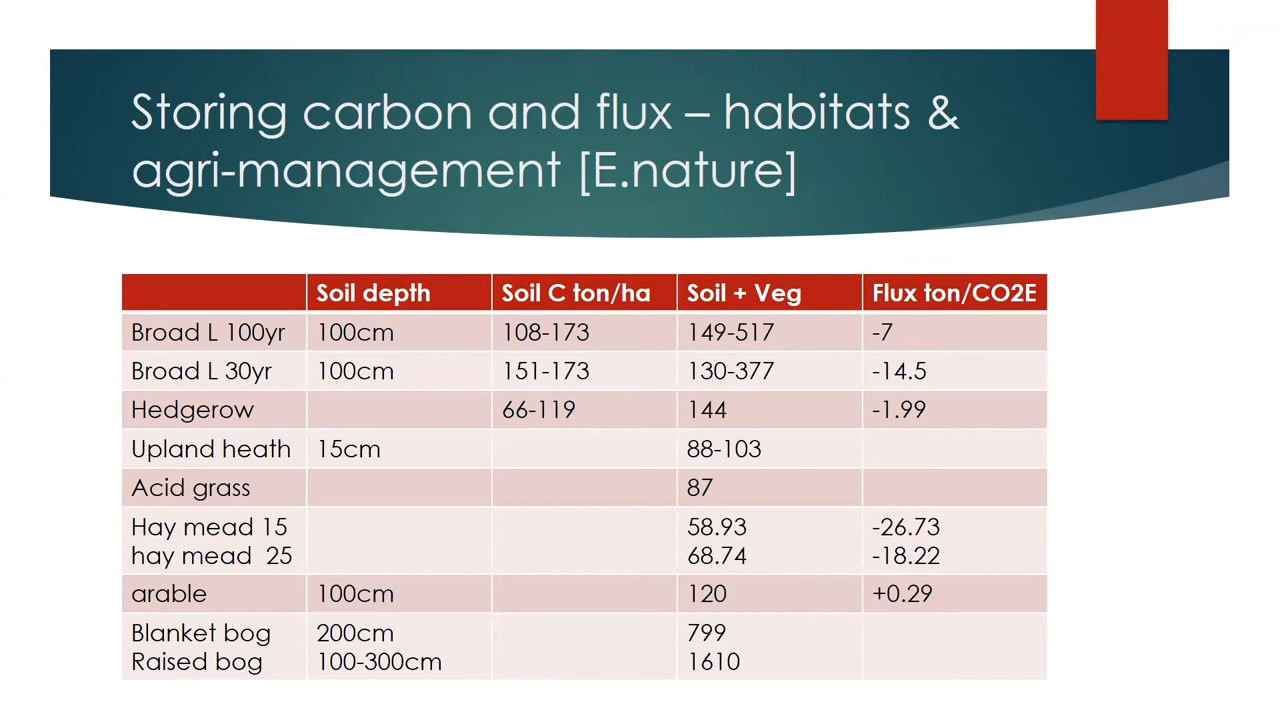 Storing carbon and flux – habitats &
agri-management [E.nature]
Soil depth Soil C ton/ha Soil + Veg Flux ton/CO2E
Broad L 100yr 100cm 108-173 149-517 -7
Broad L 30yr 100cm 151-173 130-377 -14.5
Hedgerow 66-119 144 -1.99
Upland heath 15cm 88-103
Acid grass 87
Hay mead 15 58.93 -26.73
hay mead 25 68.74 -18.22
arable 100cm 120 +0.29
Blanket bog 200cm 799
Raised bog 100-300cm 1610